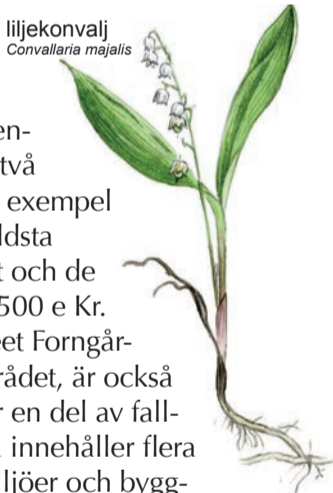 liljekonvalj
Convallaria majalis
en-
två
exempel
ldsta
t och de
500 e Kr.
et Forngår-
rådet, är också
r en del av fall-
innehåller flera
iljöer och bygg-